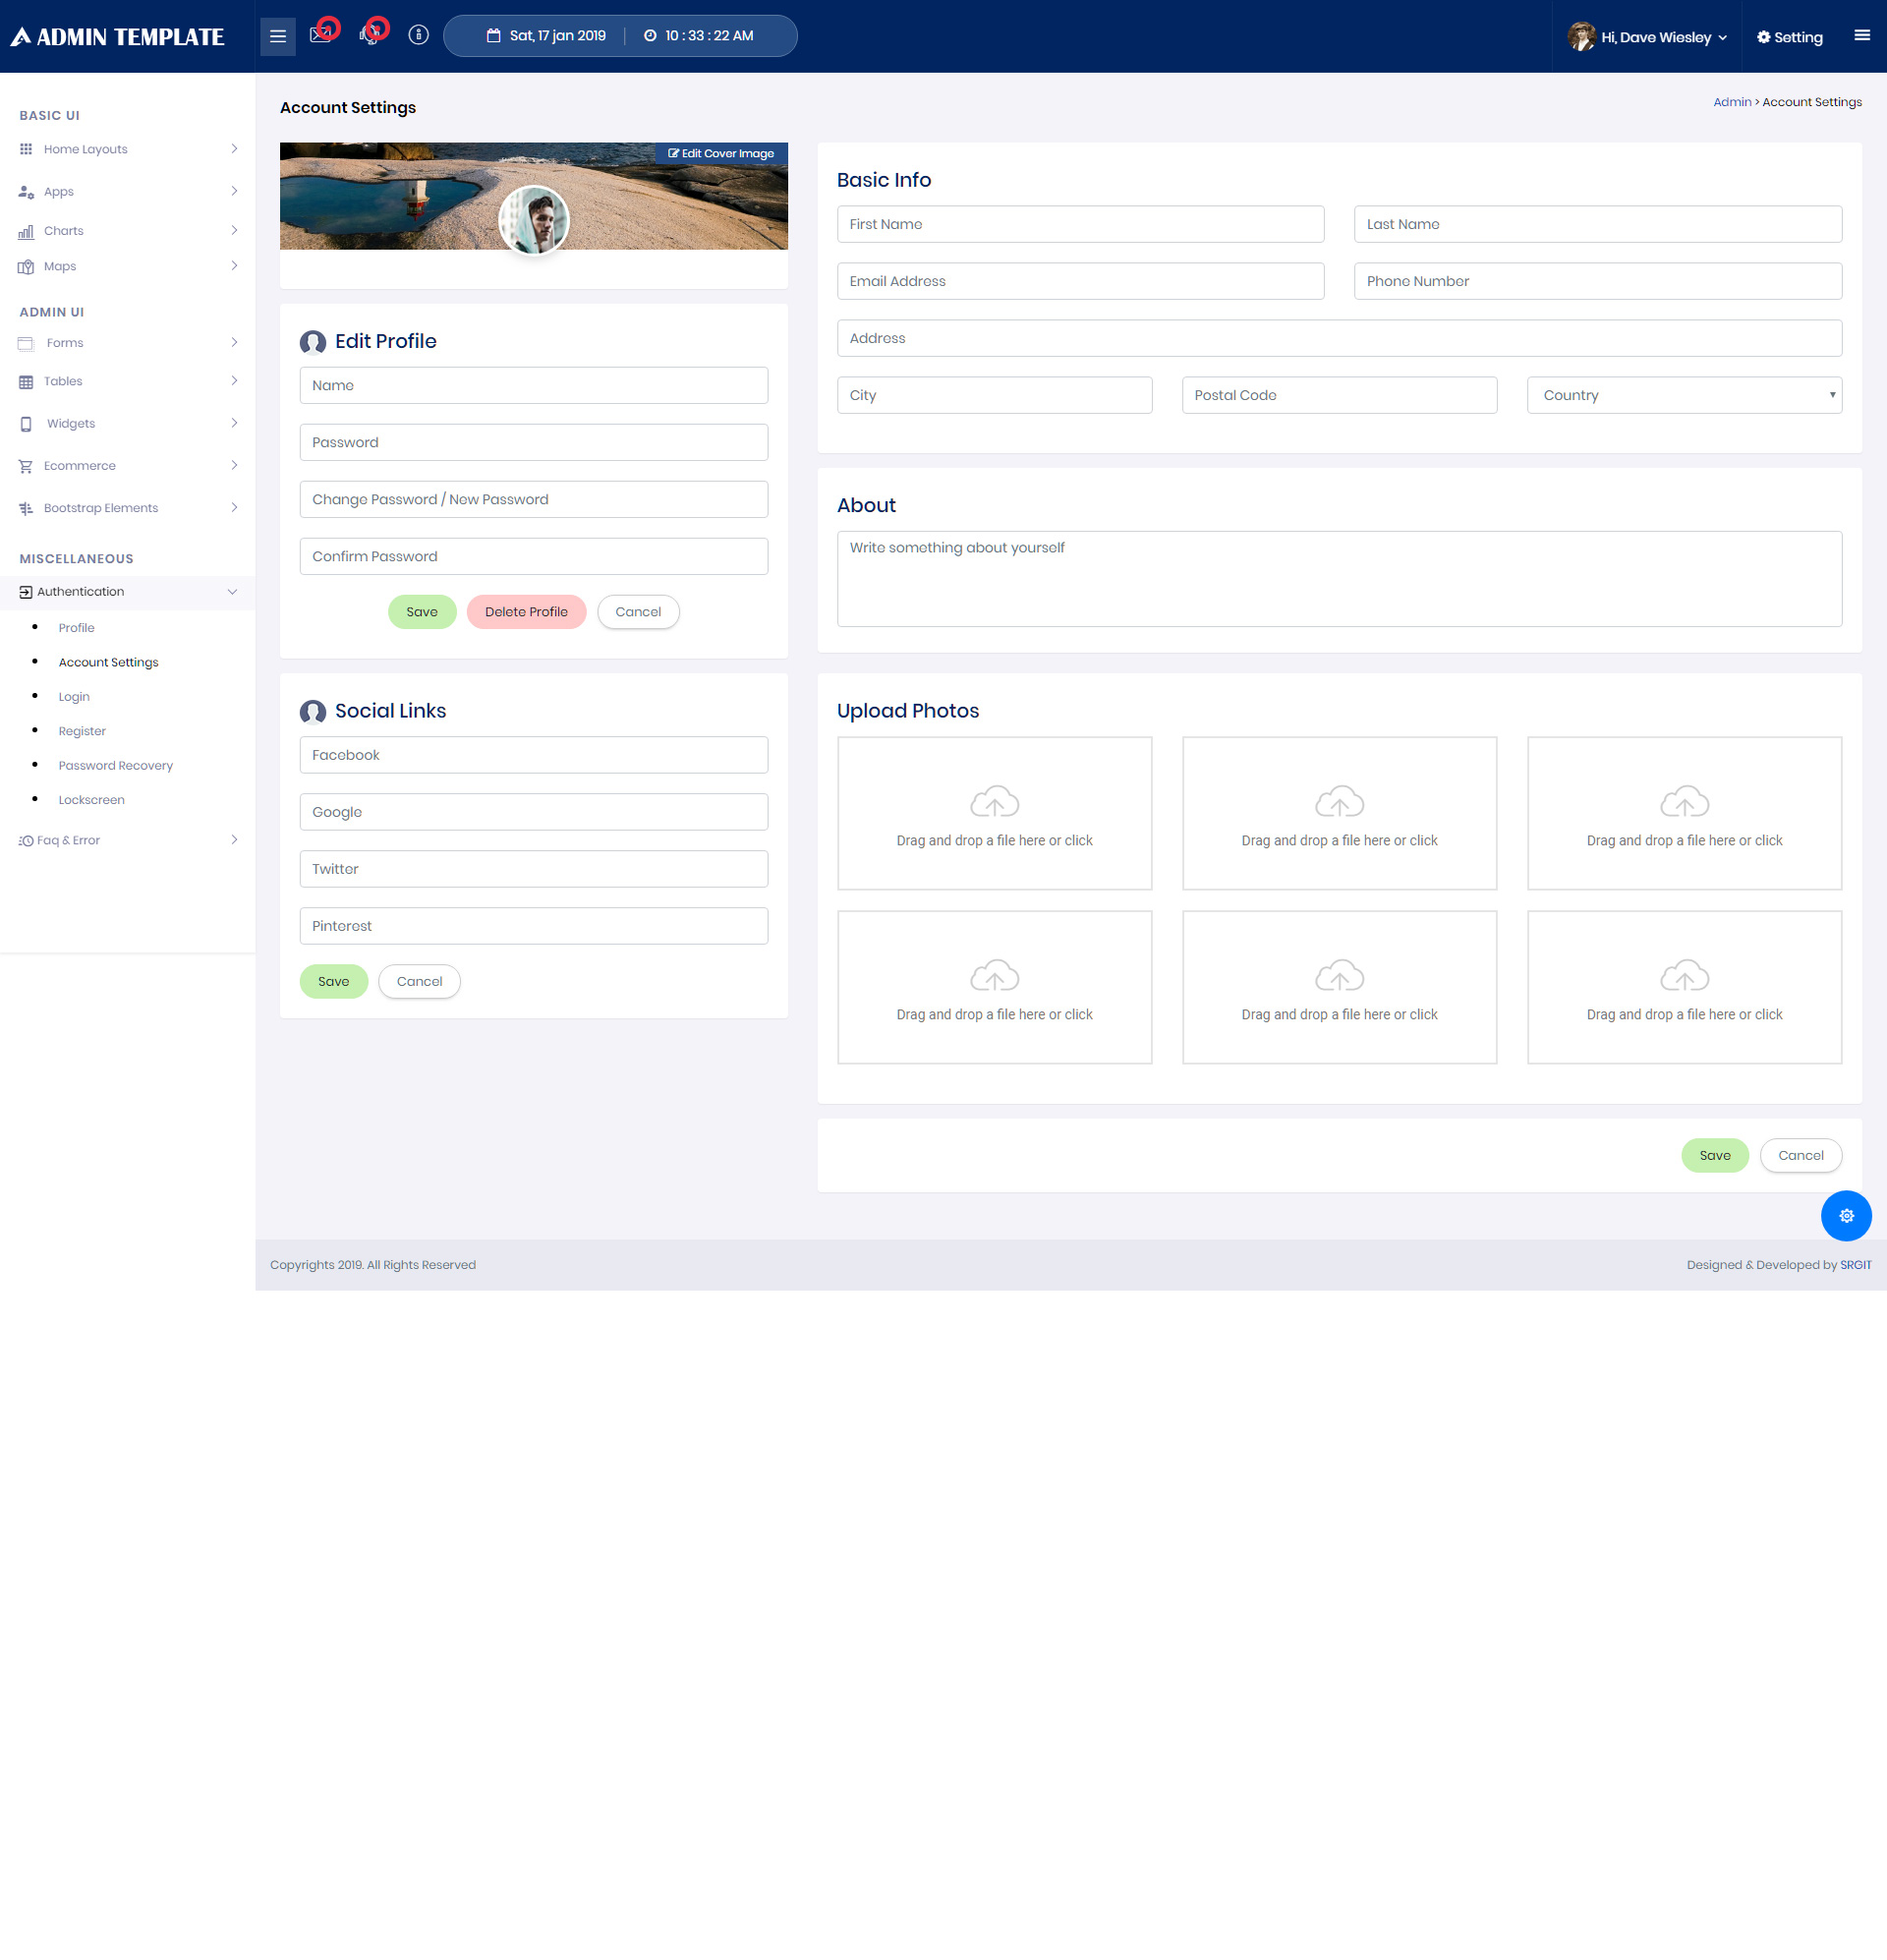 ADMIN TEMPLATE
Sat, 17 jan 2019
10 : 33 : 22 AM
Hi, Dave Wiesley
Setting
BASIC UI
Home Layouts
Apps
Charts
Maps
ADMIN UI
Forms
Tables
Widgets
Ecommerce
Bootstrap Elements
MISCELLANEOUS
Authentication
Profile
Account Settings
Login
Register
Password Recovery
Lockscreen
Faq & Error
Account Settings
Admin > Account Settings
Edit Cover Image
Edit Profile
Name
Password
Change Password / New Password
Confirm Password
Save
Delete Profile
Cancel
Social Links
Facebook
Google
Twitter
Pinterest
Save
Cancel
Basic Info
First Name
Last Name
Email Address
Phone Number
Address
City
Postal Code
Country
About
Write something about yourself
Upload Photos
Drag and drop a file here or click
Drag and drop a file here or click
Drag and drop a file here or click
Drag and drop a file here or click
Drag and drop a file here or click
Drag and drop a file here or click
Save
Cancel
Copyrights 2019. All Rights Reserved
Designed & Developed by SRGIT